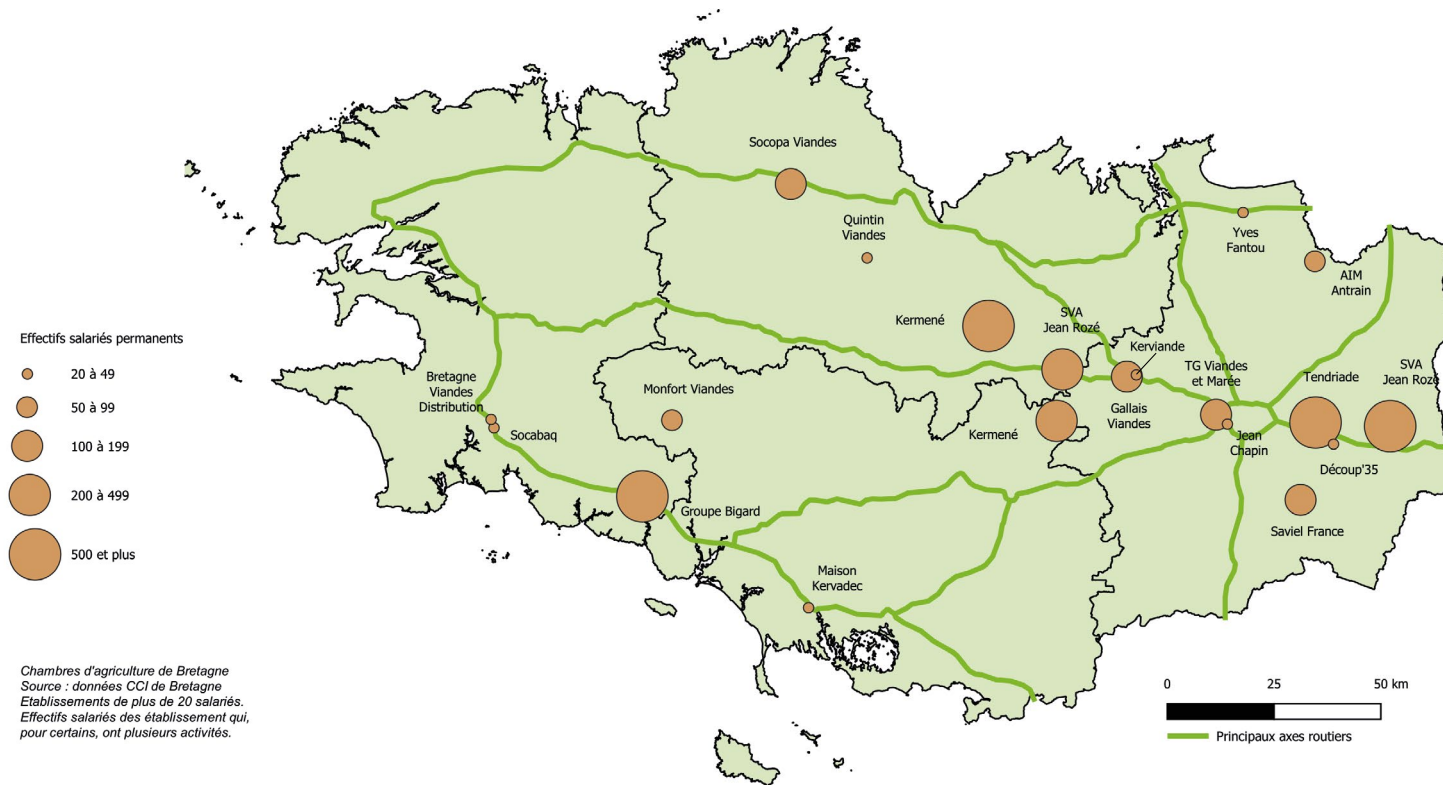 Socopa Viandes
Quintin
Viandes
Yves
Fantou
AIM
Antrain
Kermené
SVA
Jean Rozé
Kerviande
TG Viandes
et Marée
Tendriade
SVA
Jean Rozé
Effectifs salariés permanents
20 à 49
50 à 99
100 à 199
200 à 499
500 et plus
Bretagne
Viandes
Distribution
Socabaq
Monfort Viandes
Kermené
Gallais
Viandes
Jean
Chapin
Découp'35
Groupe Bigard
Saviel France
Maison
Kervadec
Chambres d'agriculture de Bretagne
Source : données CCI de Bretagne
Etablissements de plus de 20 salariés.
Effectifs salariés des établissement qui,
pour certains, ont plusieurs activités.
0 25 50 km
Principaux axes routiers